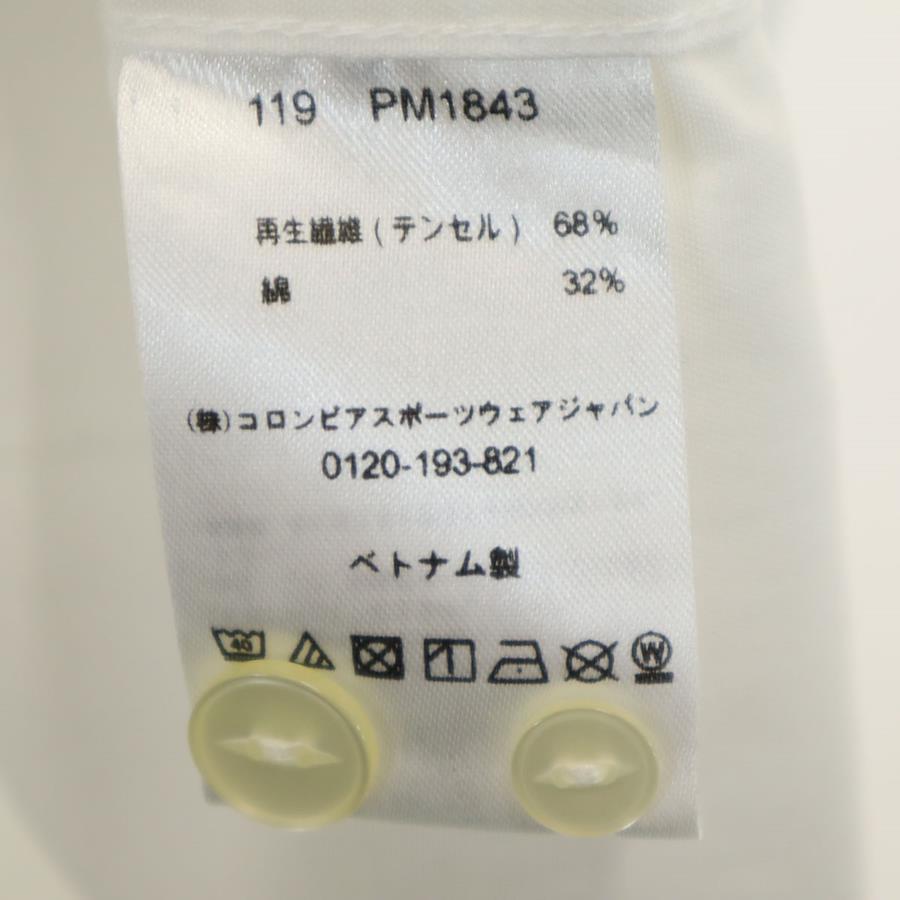 119 PM1843
再生繊維 (テンセル) 68%
綿 32%
(株)コロンビアスポーツウェアジャパン
0120-193-821
ベトナム製
40 W